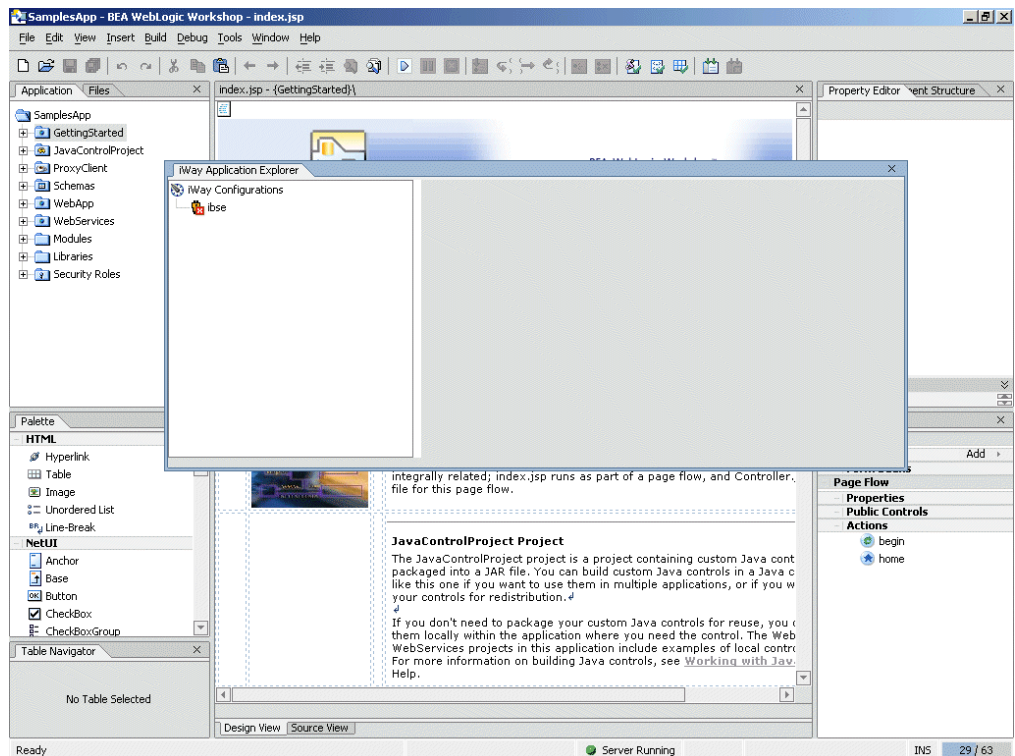 SamplesApp - BEA WebLogic Workshop - index.jsp
File Edit View Insert Build Debug Tools Window Help
Application Files
index.jsp - {GettingStarted}\
Property Editor ent Structure
SamplesApp
GettingStarted
JavaControlProject
ProxyClient
Schemas
WebApp
WebServices
Modules
Libraries
Security Roles
iWay Application Explorer
iWay Configurations
ibse
Palette
HTML
Hyperlink
Table
Image
Unordered List
Line-Break
NetUI
Anchor
Base
Button
CheckBox
CheckBoxGroup
Table Navigator
No Table Selected
integrally related; index.jsp runs as part of a page flow, and Controller.
file for this page flow.
JavaControlProject Project
The JavaControlProject project is a project containing custom Java cont
packaged into a JAR file. You can build custom Java controls in a Java c
like this one if you want to use them in multiple applications, or if you w
your controls for redistribution.
If you don't need to package your custom Java controls for reuse, you c
them locally within the application where you need the control. The Web
WebServices projects in this application include examples of local contro
For more information on building Java controls, see Working with Jav
Help.
Design View Source View
Add
Page Flow
Properties
Public Controls
Actions
begin
home
Ready
Server Running
INS
29 / 63